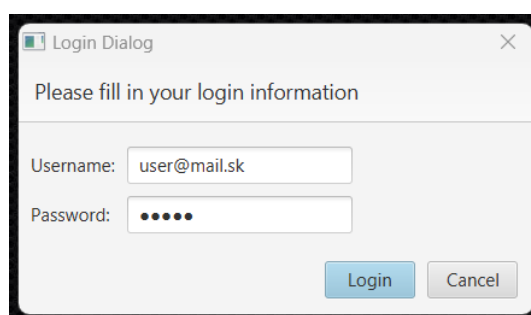 Login Dialog
Please fill in your login information
Username: user@mail.sk
Password: •••••
Login Cancel